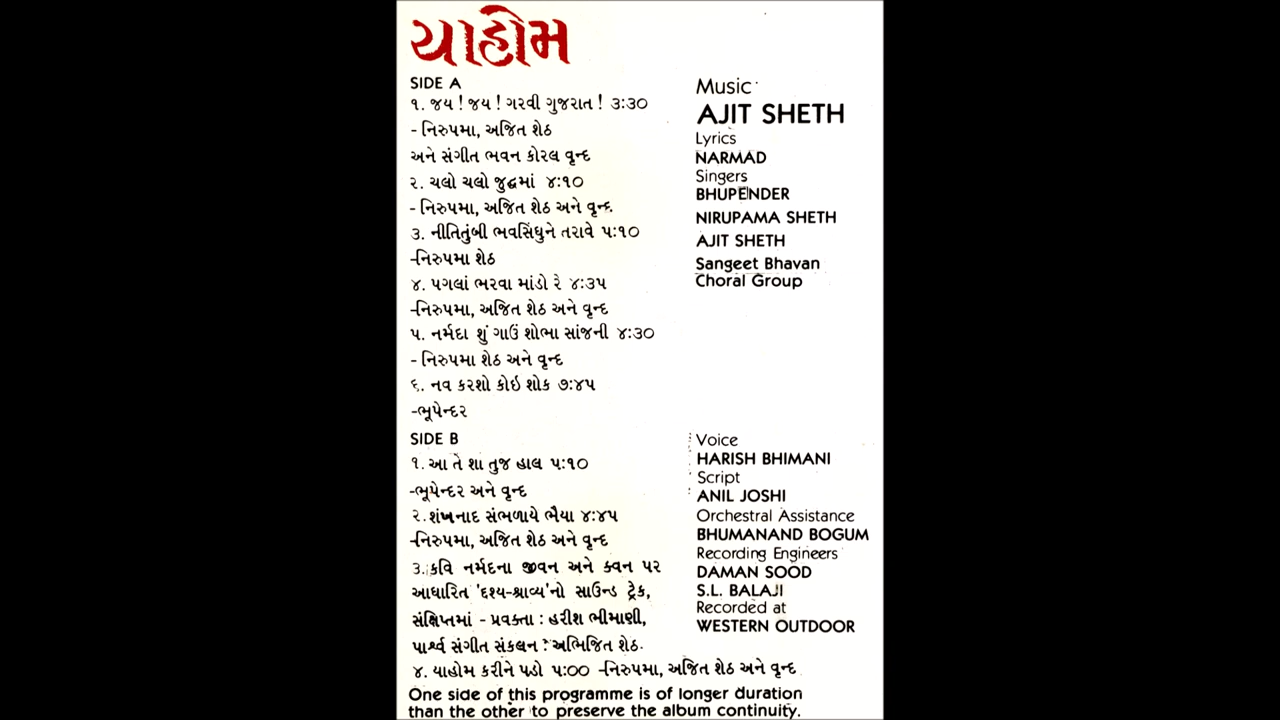 યાહોમ
SIDE A
૧. જય ! જય ! ગરવી ગુજરાત ! ૩:૩૦
- નિરુપમા, અજિત શેઠ
અને સંગીત ભવન કોરલ વૃન્દ
૨. ચલો ચલો જુદ્ધમાં ૪:૧૦
- નિરુપમા, અજિત શેઠ અને વૃન્દ
૩. નીતિતુંબી ભવસિંધુને તરાવે ૫:૧૦
-નિરુપમા શેઠ
૪. પગલાં ભરવા માંડો રે ૪:૩૫
-નિરુપમા, અજિત શેઠ અને વૃન્દ
૫. નર્મદા શું ગાઉં શોભા સાંજની ૪:૩૦
- નિરુપમા શેઠ અને વૃન્દ
૬. નવ કરશો કોઇ શોક ૭:૪૫
-ભૂપેન્દર
SIDE B
૧. આ તે શા તુજ હાલ ૫:૧૦
-ભૂપેન્દર અને વૃન્દ
૨. શંખનાદ સંભળાયે ભૈયા ૪:૪૫
-નિરુપમા, અજિત શેઠ અને વૃન્દ
૩. કવિ નર્મદના જીવન અને ક્વન પર
આધારિત 'દશ્ય-શ્રાવ્ય'નો સાઉન્ડ ટ્રેક,
સંક્ષિપ્તમાં - પ્રવક્તા : હરીશ ભીમાણી,
પાર્શ્વ સંગીત સંકલન : અભિજિત શેઠ.
૪. યાહોમ કરીને પડો ૫:૦૦ -નિરુપમા, અજિત શેઠ અને વૃન્દ
One side of this programme is of longer duration
than the other to preserve the album continuity.
Music
AJIT SHETH
Lyrics
NARMAD
Singers
BHUPENDER
NIRUPAMA SHETH
AJIT SHETH
Sangeet Bhavan
Choral Group
Voice
HARISH BHIMANI
Script
ANIL JOSHI
Orchestral Assistance
BHUMANAND BOGUM
Recording Engineers
DAMAN SOOD
S.L. BALAJI
Recorded at
WESTERN OUTDOOR